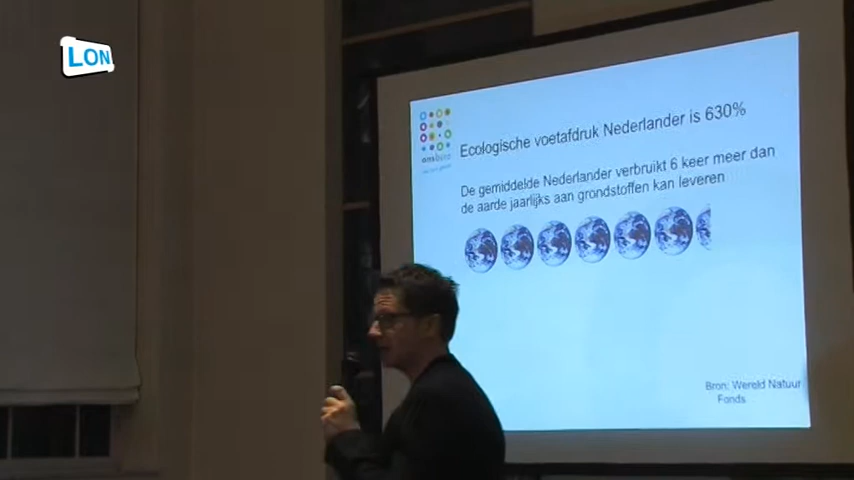 LON
Ecologische voetafdruk Nederlander is 630%
De gemiddelde Nederlander verbruikt 6 keer meer dan
de aarde jaarlijks aan grondstoffen kan leveren
Bron: Wereld Natuur
Fonds